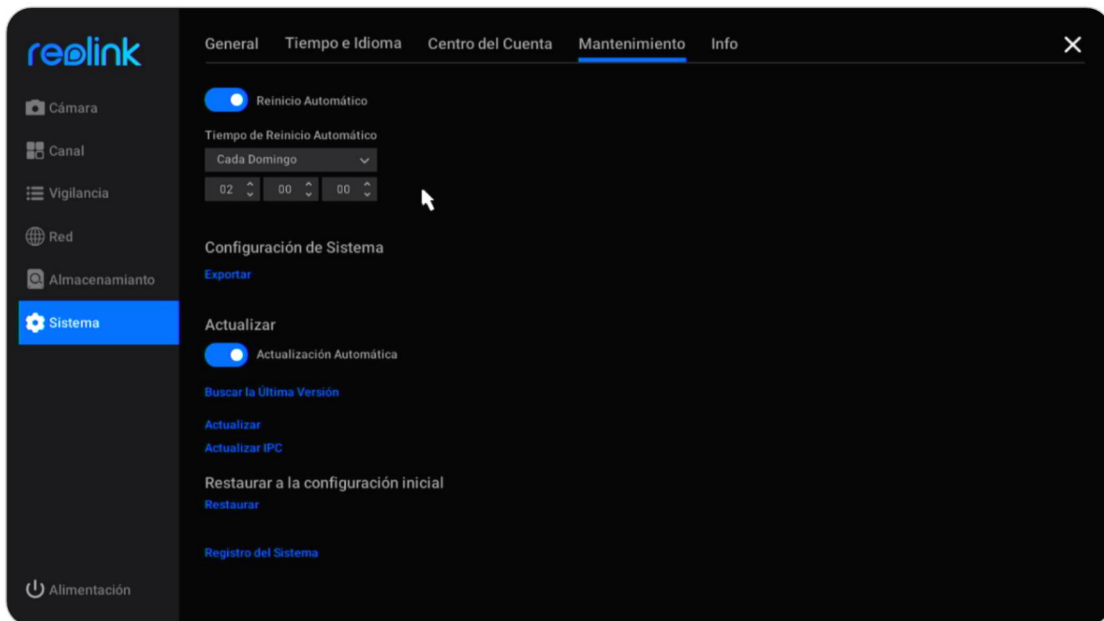 reolink
General Tiempo e Idioma Centro del Cuenta Mantenimiento Info
Cámara
Canal
Vigilancia
Red
Almacenamianto
Sistema
Alimentación
Reinicio Automático
Tiempo de Reinicio Automático
Cada Domingo
02 00 00
Configuración de Sistema
Exportar
Actualizar
Actualización Automática
Buscar la Última Versión
Actualizar
Actualizar IPC
Restaurar a la configuración inicial
Restaurar
Registro del Sistema